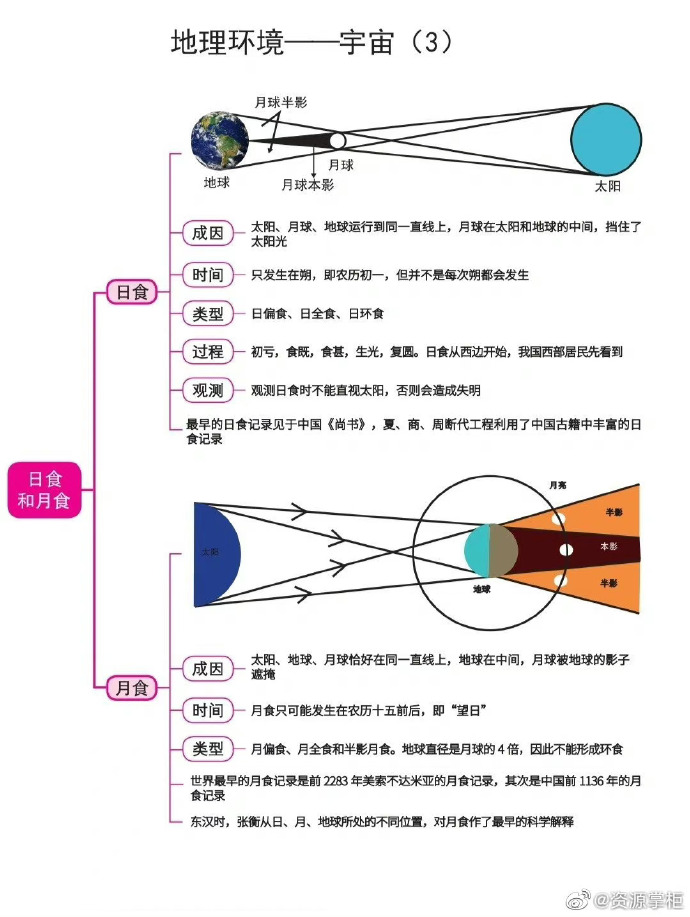 地理环境——宇宙（3）
月球半影
地球
月球本影
月球
太阳
成因
太阳、月球、地球运行到同一直线上，月球在太阳和地球的中间，挡住了
太阳光
时间
只发生在朔，即农历初一，但并不是每次朔都会发生
日食
类型
日偏食、日全食、日环食
过程
初亏，食既，食甚，生光，复圆。日食从西边开始，我国西部居民先看到
观测
观测日食时不能直视太阳，否则会造成失明
最早的日食记录见于中国《尚书》，夏、商、周断代工程利用了中国古籍中丰富的日
食记录
日食
和月食
月亮
半影
太阳
本影
半影
地球
成因
太阳、地球、月球恰好在同一直线上，地球在中间，月球被地球的影子
遮掩
月食
时间
月食只可能发生在农历十五前后，即“望日”
类型
月偏食、月全食和半影月食。地球直径是月球的 4 倍，因此不能形成环食
世界最早的月食记录是前 2283 年美索不达米亚的月食记录，其次是中国前 1136 年的月
食记录
东汉时，张衡从日、月、地球所处的不同位置，对月食作了最早的科学解释
@资源掌柜